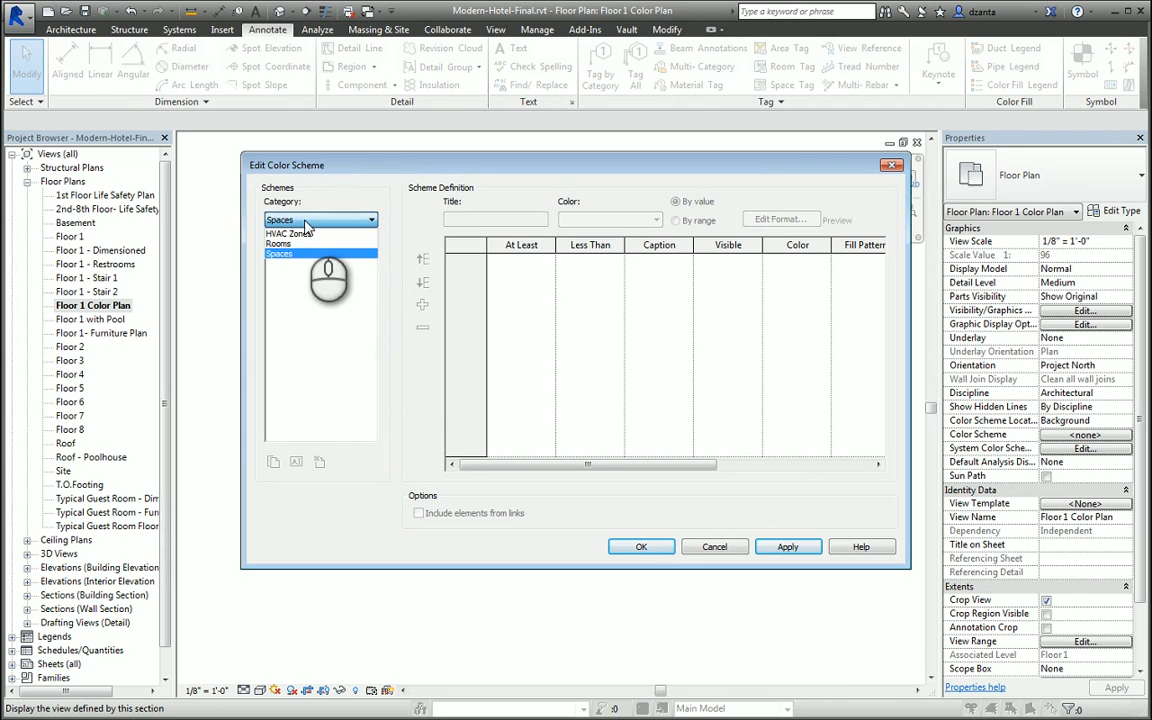 Modern-Hotel-Final.rvt - Floor Plan: Floor 1 Color Plan
Type a keyword or phrase
dzanta
Architecture Structure Systems Insert Annotate Analyze Massing & Site Collaborate View Manage Add-Ins Vault Modify
Modify
Aligned Linear Angular
Radial
Diameter
Arc Length
Spot Elevation
Spot Coordinate
Spot Slope
Detail Line
Region
Component
Revision Cloud
Detail Group
Insulation
Text
Check Spelling
Find/ Replace
Tag by Category
Tag All
Beam Annotations
Multi- Category
Material Tag
Area Tag
Room Tag
Space Tag
View Reference
Tread Number
Multi- Rebar
Keynote
Duct Legend
Pipe Legend
Color Fill Legend
Symbol
Select Dimension Detail Text Tag Color Fill Symbol
Project Browser - Modern-Hotel-Fin...
Views (all)
Structural Plans
Floor Plans
1st Floor Life Safety Plan
2nd-8th Floor- Life Safety
Basement
Floor 1
Floor 1 - Dimensioned
Floor 1 - Restrooms
Floor 1 - Stair 1
Floor 1 - Stair 2
Floor 1 Color Plan
Floor 1 with Pool
Floor 1- Furniture Plan
Floor 2
Floor 3
Floor 4
Floor 5
Floor 6
Floor 7
Floor 8
Roof
Roof - Poolhouse
Site
T.O.Footing
Typical Guest Room - Dim
Typical Guest Room - Fun
Typical Guest Room Floor
Ceiling Plans
3D Views
Elevations (Building Elevation
Elevations (Interior Elevation
Sections (Building Section)
Sections (Wall Section)
Drafting Views (Detail)
Legends
Schedules/Quantities
Sheets (all)
Families
Edit Color Scheme
Schemes
Category:
Spaces
HVAC Zones
Rooms
Spaces
Scheme Definition
Title:
Color:
By value
By range
Edit Format...
Preview
At Least Less Than Caption Visible Color Fill Pattern
Options
Include elements from links
OK Cancel Apply Help
Properties
Floor Plan
Floor Plan: Floor 1 Color Plan Edit Type
Graphics
View Scale 1/8" = 1'-0"
Scale Value 1: 96
Display Model Normal
Detail Level Medium
Parts Visibility Show Original
Visibility/Graphics ... Edit...
Graphic Display Opt... Edit...
Underlay None
Underlay Orientation Plan
Orientation Project North
Wall Join Display Clean all wall joins
Discipline Architectural
Show Hidden Lines By Discipline
Color Scheme Locat... Background
Color Scheme <none>
System Color Sche... Edit...
Default Analysis Dis... None
Sun Path
Identity Data
View Template <None>
View Name Floor 1 Color Plan
Dependency Independent
Title on Sheet
Referencing Sheet
Referencing Detail
Extents
Crop View
Crop Region Visible
Annotation Crop
View Range Edit...
Associated Level Floor 1
Scope Box None
Properties help Apply
1/8" = 1'-0"
Display the view defined by this section
:0
Main Model
:0